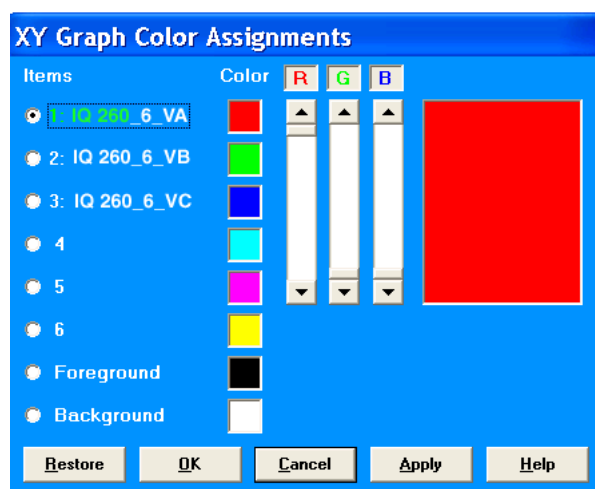 XY Graph Color Assignments
Items Color R G B
1: IQ 260_6_VA
2: IQ 260_6_VB
3: IQ 260_6_VC
4
5
6
Foreground
Background
Restore OK Cancel Apply Help